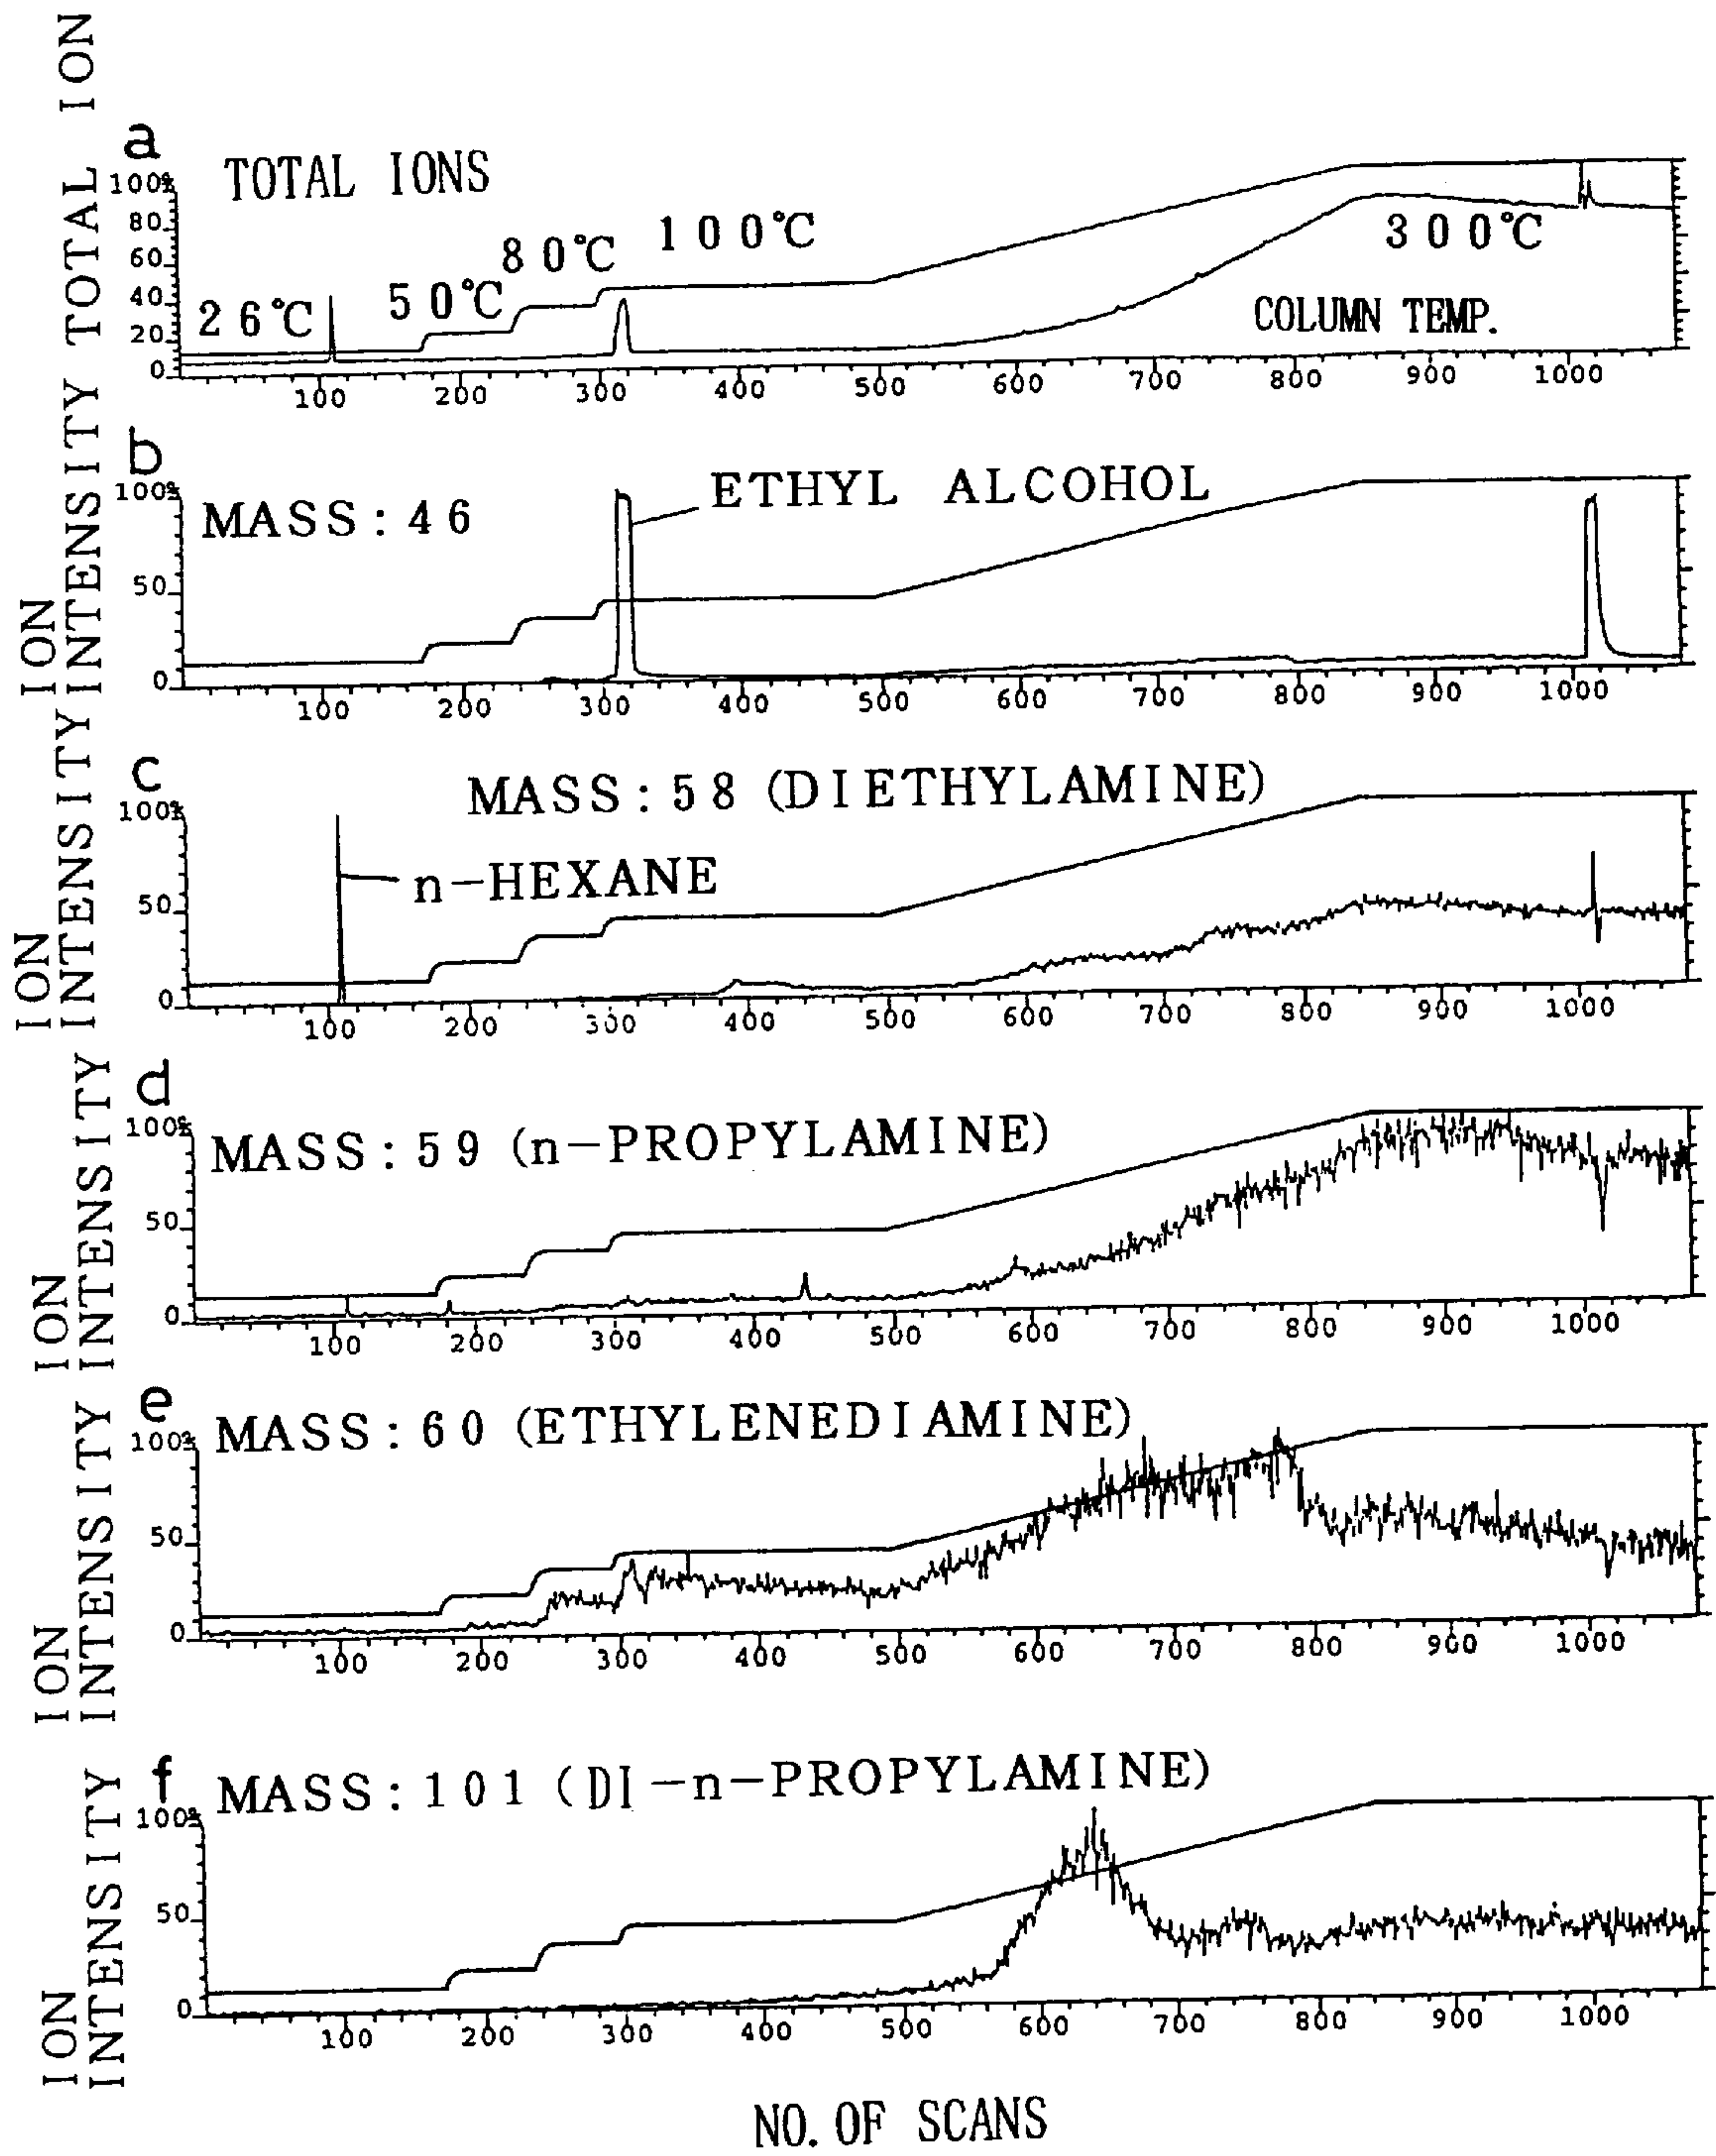 TOTAL ION
INTENSITY
a
TOTAL IONS
100%
80
60
40
20
0
26℃
50℃
80℃
100℃
300℃
COLUMN TEMP.
100 200 300 400 500 600 700 800 900 1000
ION
INTENSITY
b
MASS:46
ETHYL ALCOHOL
100%
50
0
100 200 300 400 500 600 700 800 900 1000
ION
INTENSITY
c
MASS:58 (DIETHYLAMINE)
100%
n-HEXANE
50
0
100 200 300 400 500 600 700 800 900 1000
ION
INTENSITY
d
MASS:59 (n-PROPYLAMINE)
100%
50
0
100 200 300 400 500 600 700 800 900 1000
ION
INTENSITY
e
MASS:60 (ETHYLENEDIAMINE)
100%
50
0
100 200 300 400 500 600 700 800 900 1000
ION
INTENSITY
f
MASS:101 (DI-n-PROPYLAMINE)
100%
50
0
100 200 300 400 500 600 700 800 900 1000
NO. OF SCANS